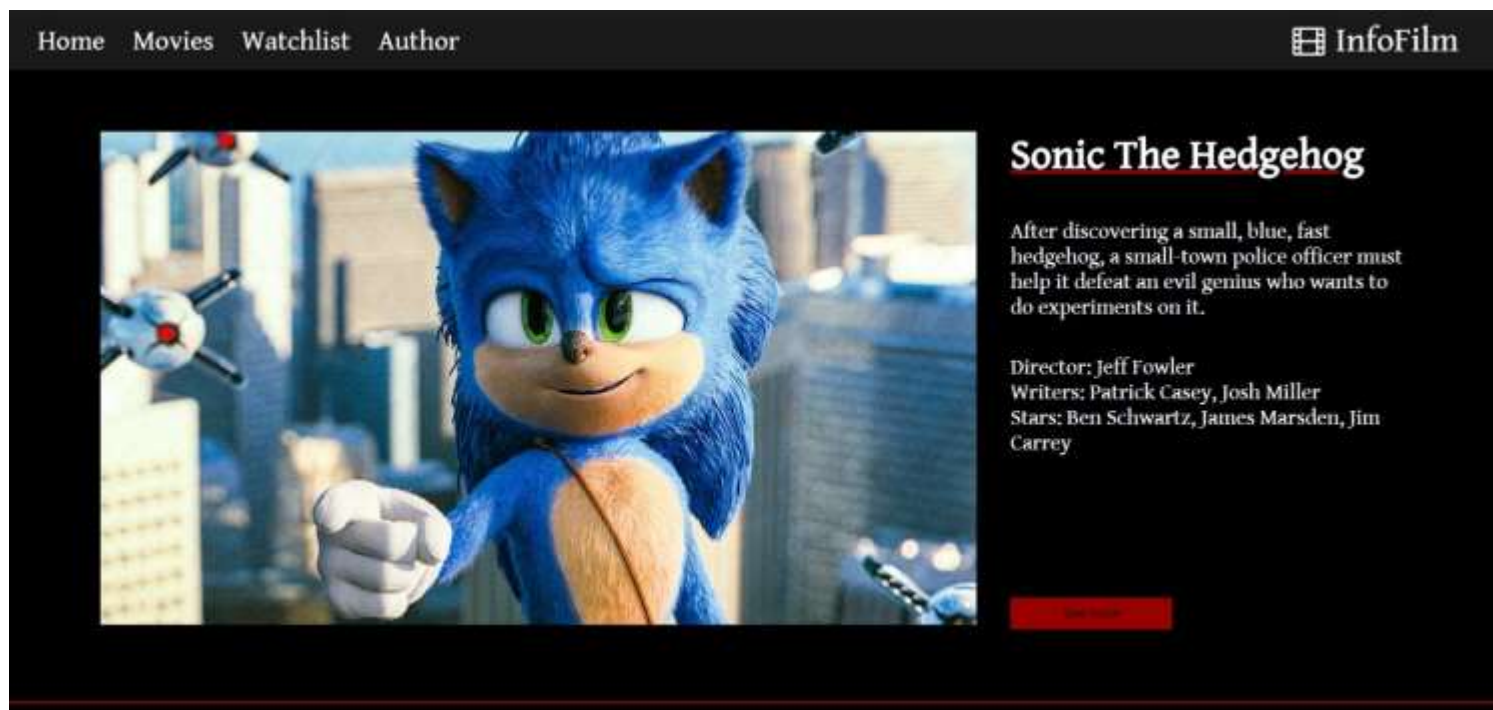 Home Movies Watchlist Author
InfoFilm
Sonic The Hedgehog
After discovering a small, blue, fast
hedgehog, a small-town police officer must
help it defeat an evil genius who wants to
do experiments on it.
Director: Jeff Fowler
Writers: Patrick Casey, Josh Miller
Stars: Ben Schwartz, James Marsden, Jim
Carrey